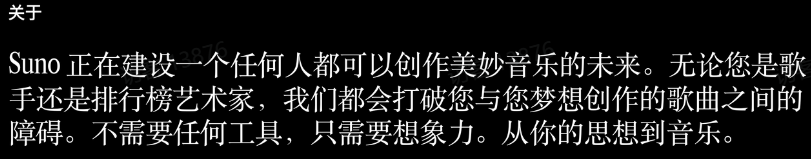 关于
Suno 正在建设一个任何人都可以创作美妙音乐的未来。无论您是歌
手还是排行榜艺术家，我们都会打破您与您梦想创作的歌曲之间的
障碍。不需要任何工具，只需要想象力。从你的思想到音乐。